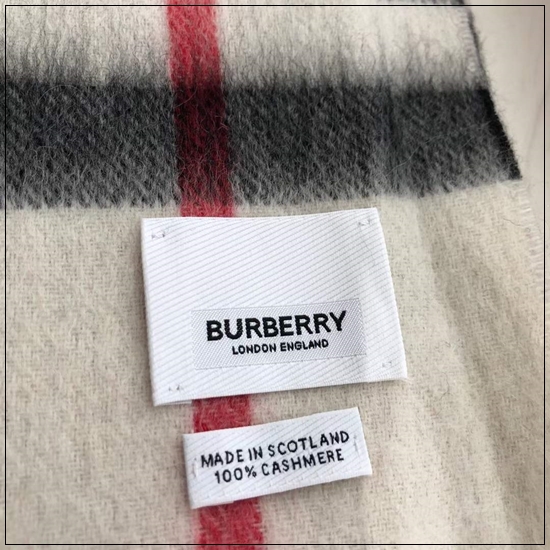 BURBERRY
LONDON ENGLAND
MADE IN SCOTLAND
100% CASHMERE